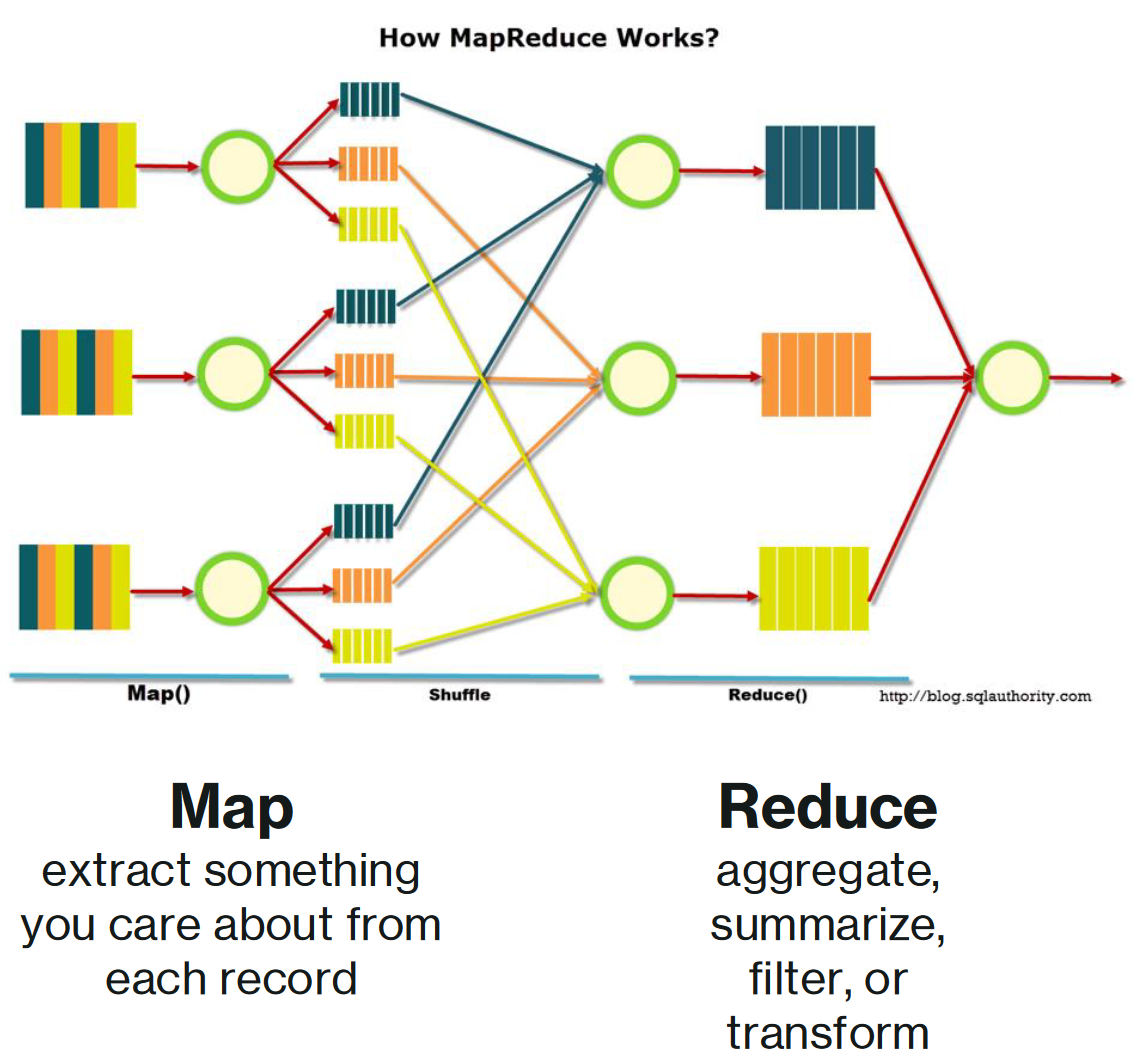 How MapReduce Works?
Map()
Shuffle
Reduce()
http://blog.sqlauthority.com
Map
extract something
you care about from
each record
Reduce
aggregate,
summarize,
filter, or
transform